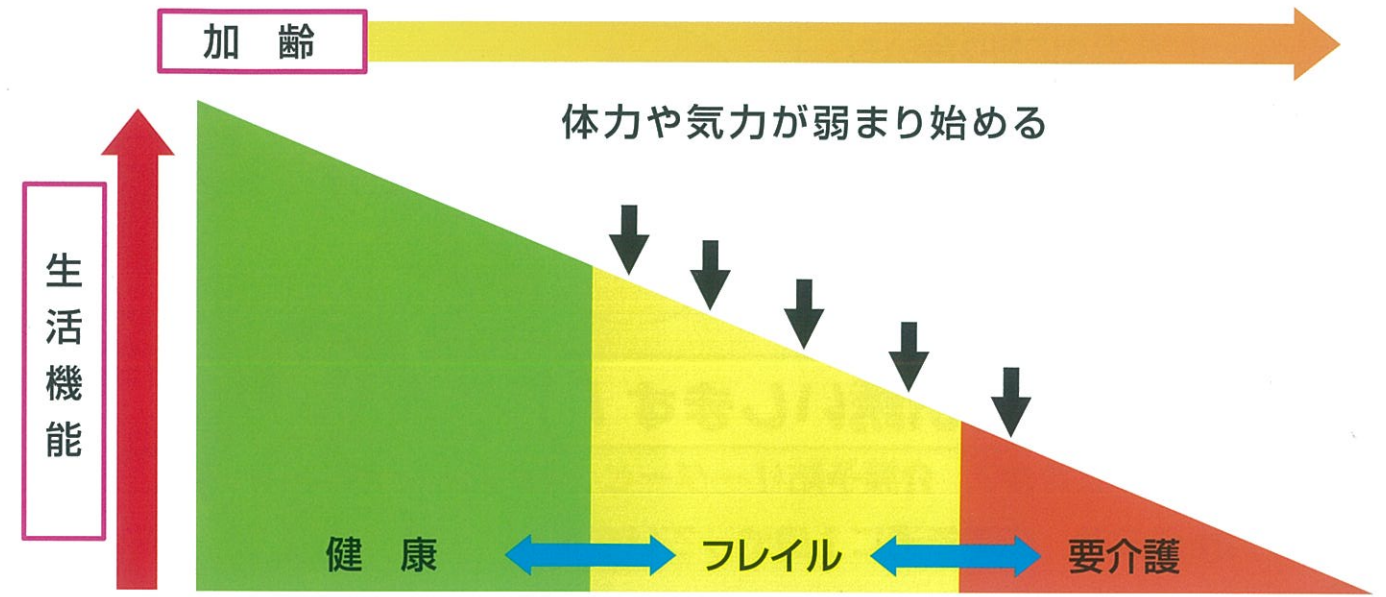 加齢
体力や気力が弱まり始める
生活機能
健康
フレイル
要介護